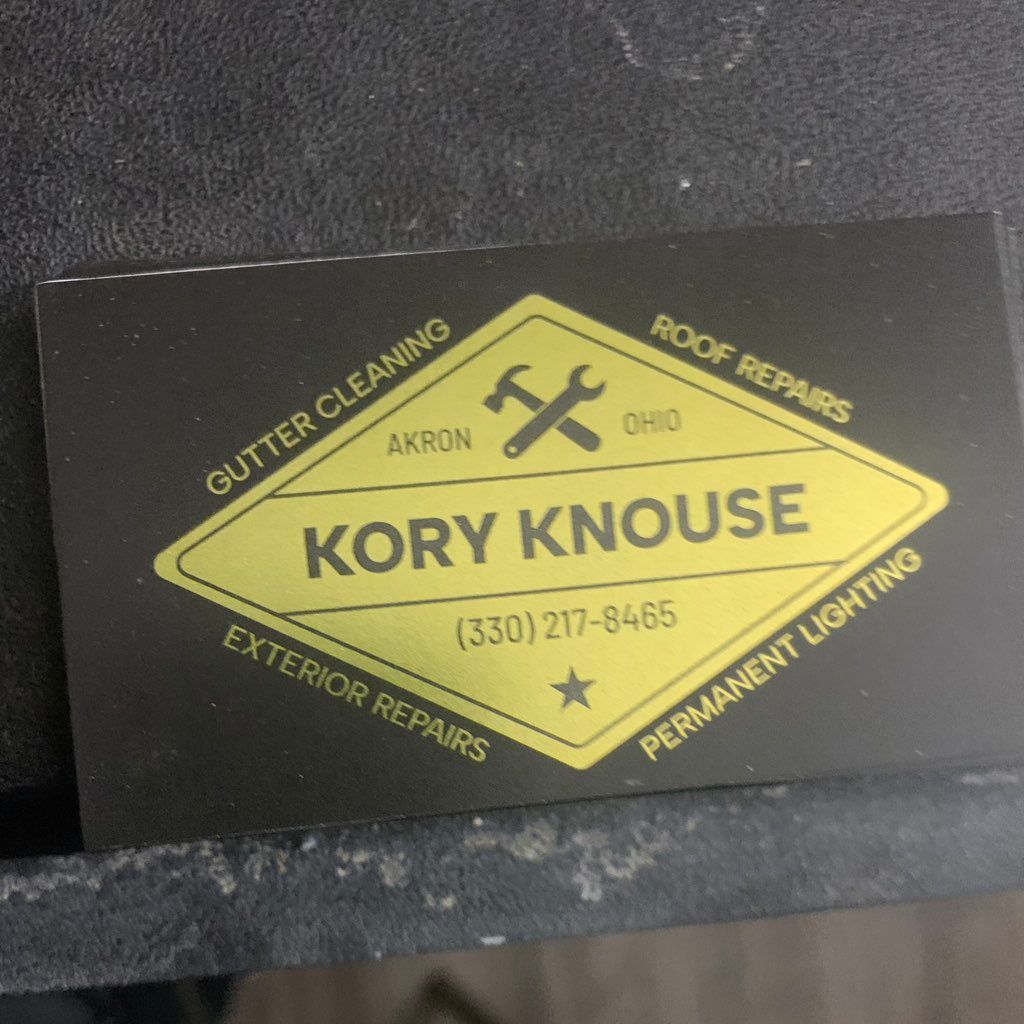 GUTTER CLEANING
ROOF REPAIRS
AKRON OHIO
KORY KNOUSE
(330) 217-8465
EXTERIOR REPAIRS
PERMANENT LIGHTING